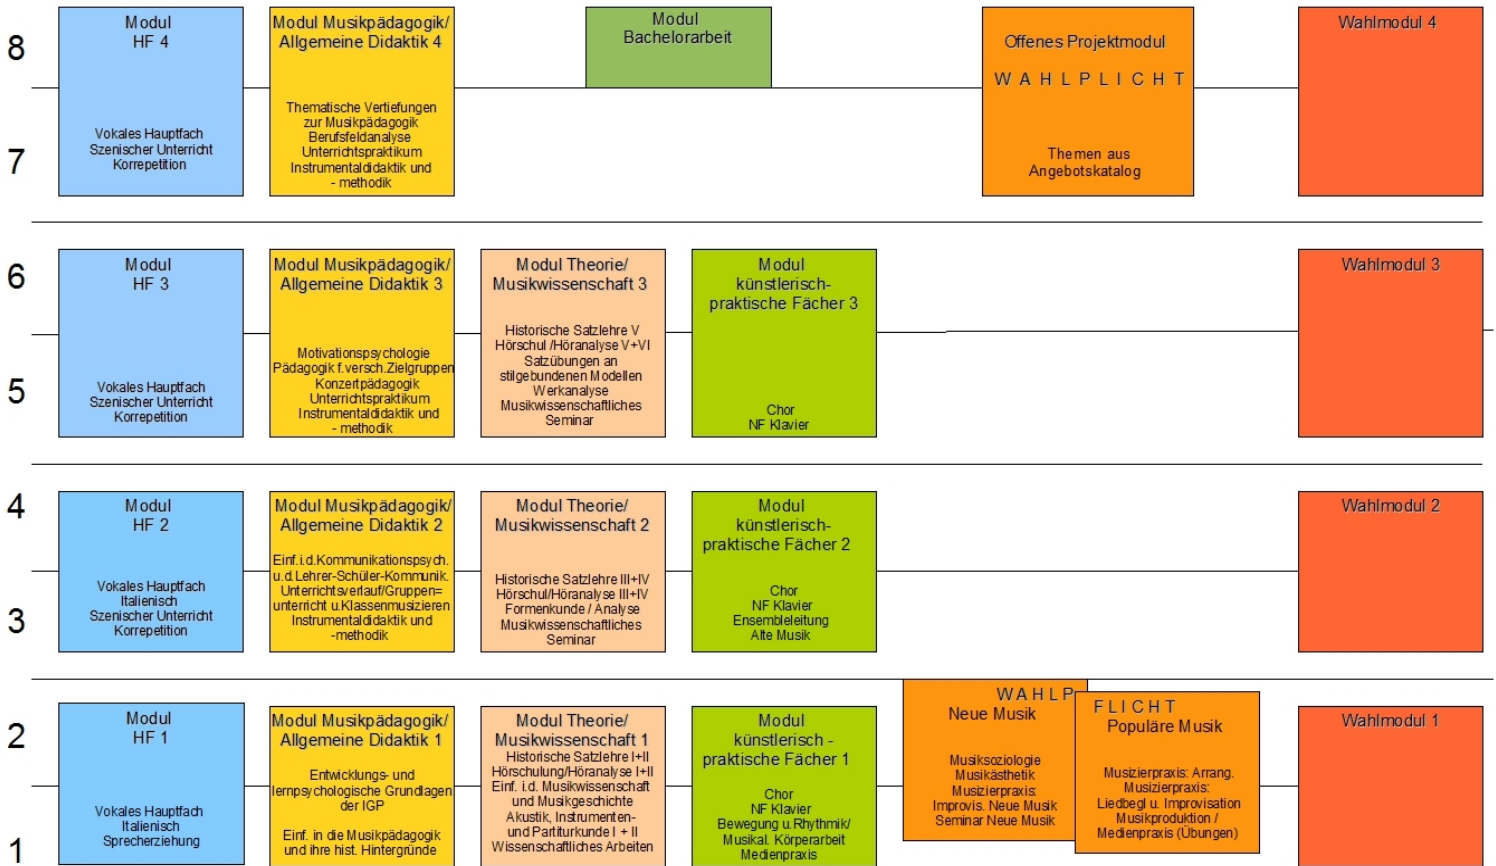 8
Modul
HF 4
Vokales Hauptfach
Szenischer Unterricht
Korrepetition
Modul Musikpädagogik/
Allgemeine Didaktik 4
Thematische Vertiefungen
zur Musikpädagogik
Berufsfeldanalyse
Unterrichtspraktikum
Instrumentaldidaktik und
- methodik
Modul
Bachelorarbeit
Offenes Projektmodul
W A H L P L I C H T
Themen aus
Angebotskatalog
Wahlmodul 4
7
6
Modul
HF 3
Vokales Hauptfach
Szenischer Unterricht
Korrepetition
Modul Musikpädagogik/
Allgemeine Didaktik 3
Motivationspsychologie
Pädagogik f.versch.Zielgruppen
Konzertpädagogik
Unterrichtspraktikum
Instrumentaldidaktik und
- methodik
Modul Theorie/
Musikwissenschaft 3
Historische Satzlehre V
Hörschul /Höranalyse V+VI
Satzübungen an
stilgebundenen Modellen
Werkanalyse
Musikwissenschaftliches
Seminar
Modul
künstlerisch-
praktische Fächer 3
Chor
NF Klavier
Wahlmodul 3
5
4
Modul
HF 2
Vokales Hauptfach
Italienisch
Szenischer Unterricht
Korrepetition
Modul Musikpädagogik/
Allgemeine Didaktik 2
Einf.i.d.Kommunikationspsych.
u.d.Lehrer-Schüler-Kommunik.
Unterrichtsverlauf/Gruppen=
unterricht u.Klassenmusizieren
Instrumentaldidaktik und
-methodik
Modul Theorie/
Musikwissenschaft 2
Historische Satzlehre III+IV
Hörschul/Höranalyse III+IV
Formenkunde / Analyse
Musikwissenschaftliches
Seminar
Modul
künstlerisch-
praktische Fächer 2
Chor
NF Klavier
Ensembleleitung
Alte Musik
Wahlmodul 2
3
2
Modul
HF 1
Vokales Hauptfach
Italienisch
Sprecherziehung
Modul Musikpädagogik/
Allgemeine Didaktik 1
Entwicklungs- und
lernpsychologische Grundlagen
der IGP
Einf. in die Musikpädagogik
und ihre hist. Hintergründe
Modul Theorie/
Musikwissenschaft 1
Historische Satzlehre I+II
Hörschulung/Höranalyse I+II
Einf. i.d. Musikwissenschaft
und Musikgeschichte
Akustik, Instrumenten-
und Partiturkunde I + II
Wissenschaftliches Arbeiten
Modul
künstlerisch -
praktische Fächer 1
Chor
NF Klavier
Bewegung u.Rhythmik/
Musikal. Körperarbeit
Medienpraxis
W A H L P
Neue Musik
Musiksoziologie
Musikästhetik
Musizierpraxis:
Improvis. Neue Musik
Seminar Neue Musik
F L I C H T
Populäre Musik
Musizierpraxis: Arrang.
Musizierpraxis:
Liedbegl u. Improvisation
Musikproduktion /
Medienpraxis (Übungen)
Wahlmodul 1
1